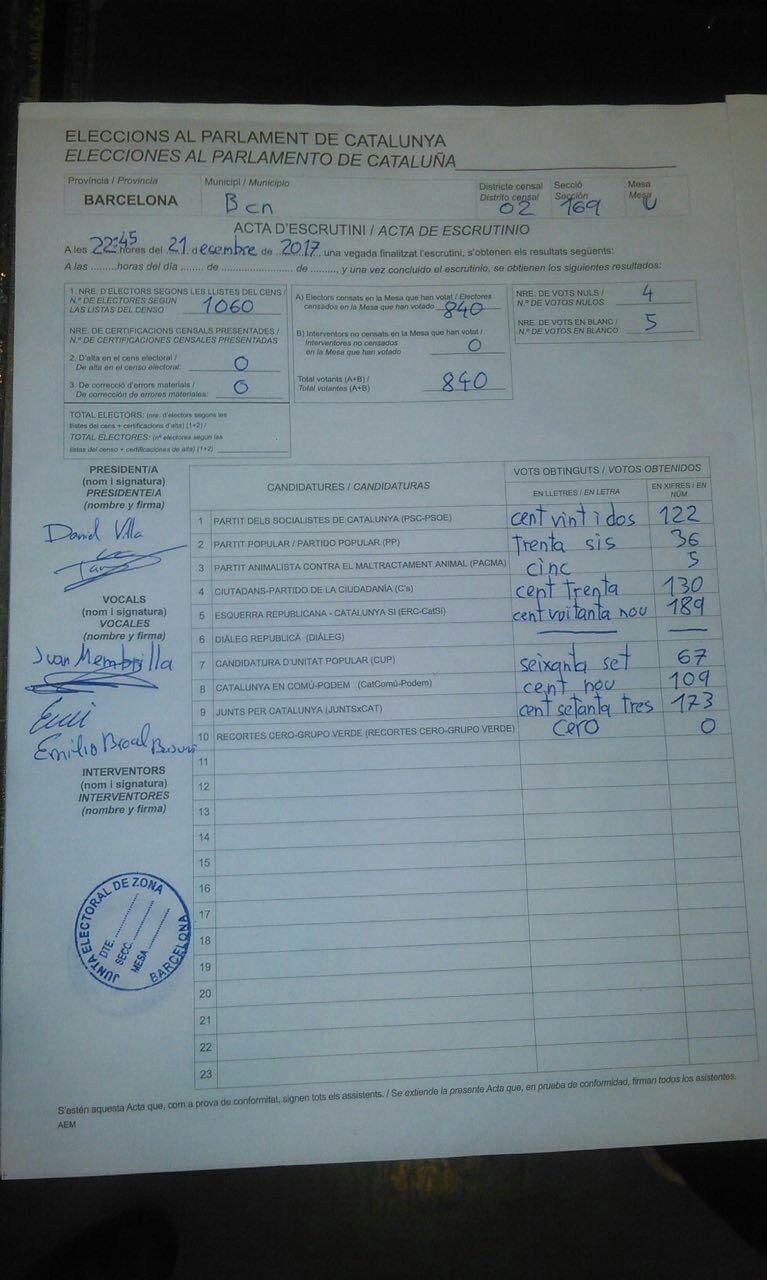 ELECCIONS AL PARLAMENT DE CATALUNYA
ELECCIONES AL PARLAMENTO DE CATALUÑA
Província / Provincia
BARCELONA
Municipi / Municipio
Bcn
Districte censal
Distrito censal
02
Secció
Sección
169
Mesa
Mesa
U
ACTA D'ESCRUTINI / ACTA DE ESCRUTINIO
A les 22:45 hores del 21 desembre de 2017, una vegada finalitzat l'escrutini, s'obtenen els resultats següents:
A las ........horas del día ....... de ............................ de ........, y una vez concluido el escrutinio, se obtienen los siguientes resultados:
1. NRE. D'ELECTORS SEGONS LES LLISTES DEL CENS /
N.º DE ELECTORES SEGÚN
LAS LISTAS DEL CENSO 1060
NRE. DE CERTIFICACIONS CENSALS PRESENTADES /
N.º DE CERTIFICACIONES CENSALES PRESENTADAS
2. D'alta en el cens electoral /
De alta en el censo electoral: 0
3. De correcció d'errors materials /
De corrección de errores materiales: 0
TOTAL ELECTORS: (nre. d'electors segons les
llistes del cens + certificacions d'alta) (1+2) /
TOTAL ELECTORES: (nº electores según las
listas del censo + certificaciones de alta) (1+2)
A) Electors censats en la Mesa que han votat / Electores
censados en la Mesa que han votado 840
B) Interventors no censats en la Mesa que han votat /
Interventores no censados
en la Mesa que han votado 0
Total votants (A+B) /
Total votantes (A+B) 840
NRE. DE VOTS NULS /
N.º DE VOTOS NULOS 4
NRE. DE VOTS EN BLANC /
N.º DE VOTOS EN BLANCO 5
PRESIDENT/A
(nom i signatura)
PRESIDENTE/A
(nombre y firma)
David Villa
VOCALS
(nom i signatura)
VOCALES
(nombre y firma)
Juan Membrilla
Emilio
INTERVENTORS
(nom i signatura)
INTERVENTORES
(nombre y firma)
JUNTA ELECTORAL DE ZONA
DTE.
SECC.
MESA
BARCELONA
CANDIDATURES / CANDIDATURAS
VOTS OBTINGUTS / VOTOS OBTENIDOS
EN LLETRES / EN LETRA
EN XIFRES / EN NÚM.
1 PARTIT DELS SOCIALISTES DE CATALUNYA (PSC-PSOE) cent vint i dos 122
2 PARTIT POPULAR / PARTIDO POPULAR (PP) trenta sis 36
3 PARTIT ANIMALISTA CONTRA EL MALTRACTAMENT ANIMAL (PACMA) cinc 5
4 CIUTADANS-PARTIDO DE LA CIUDADANÍA (C's) cent trenta 130
5 ESQUERRA REPUBLICANA - CATALUNYA SÍ (ERC-CatSí) cent vuitanta nou 189
6 DIÀLEG REPUBLICÀ (DIÀLEG)
7 CANDIDATURA D'UNITAT POPULAR (CUP) seixanta set 67
8 CATALUNYA EN COMÚ-PODEM (CatComú-Podem) cent nou 109
9 JUNTS PER CATALUNYA (JUNTSxCAT) cent setanta tres 173
10 RECORTES CERO-GRUPO VERDE (RECORTES CERO-GRUPO VERDE) cero 0
11
12
13
14
15
16
17
18
19
20
21
22
23
S'estén aquesta Acta que, com a prova de conformitat, signen tots els assistents. / Se extiende la presente Acta que, en prueba de conformidad, firman todos los asistentes.
AEM